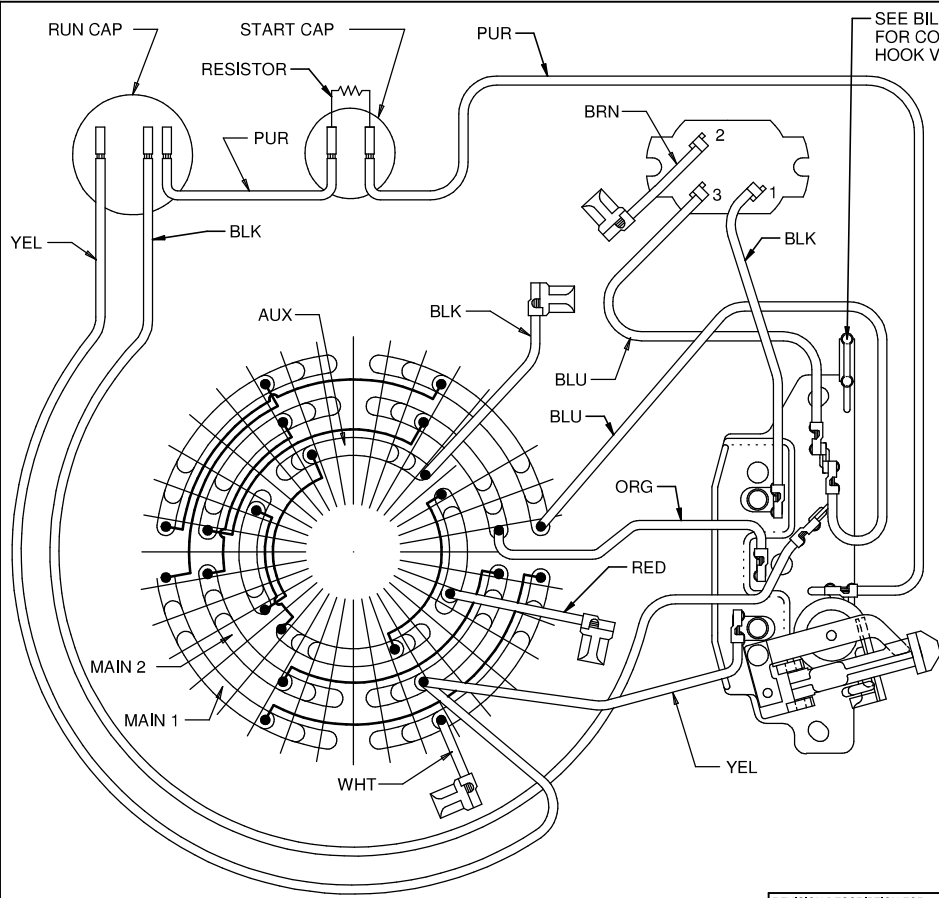 RUN CAP
START CAP
PUR
SEE BIL
FOR CO
HOOK V
RESISTOR
BRN
2
PUR
3
1
YEL
BLK
BLK
AUX
BLK
BLU
BLU
ORG
RED
MAIN 2
MAIN 1
WHT
YEL